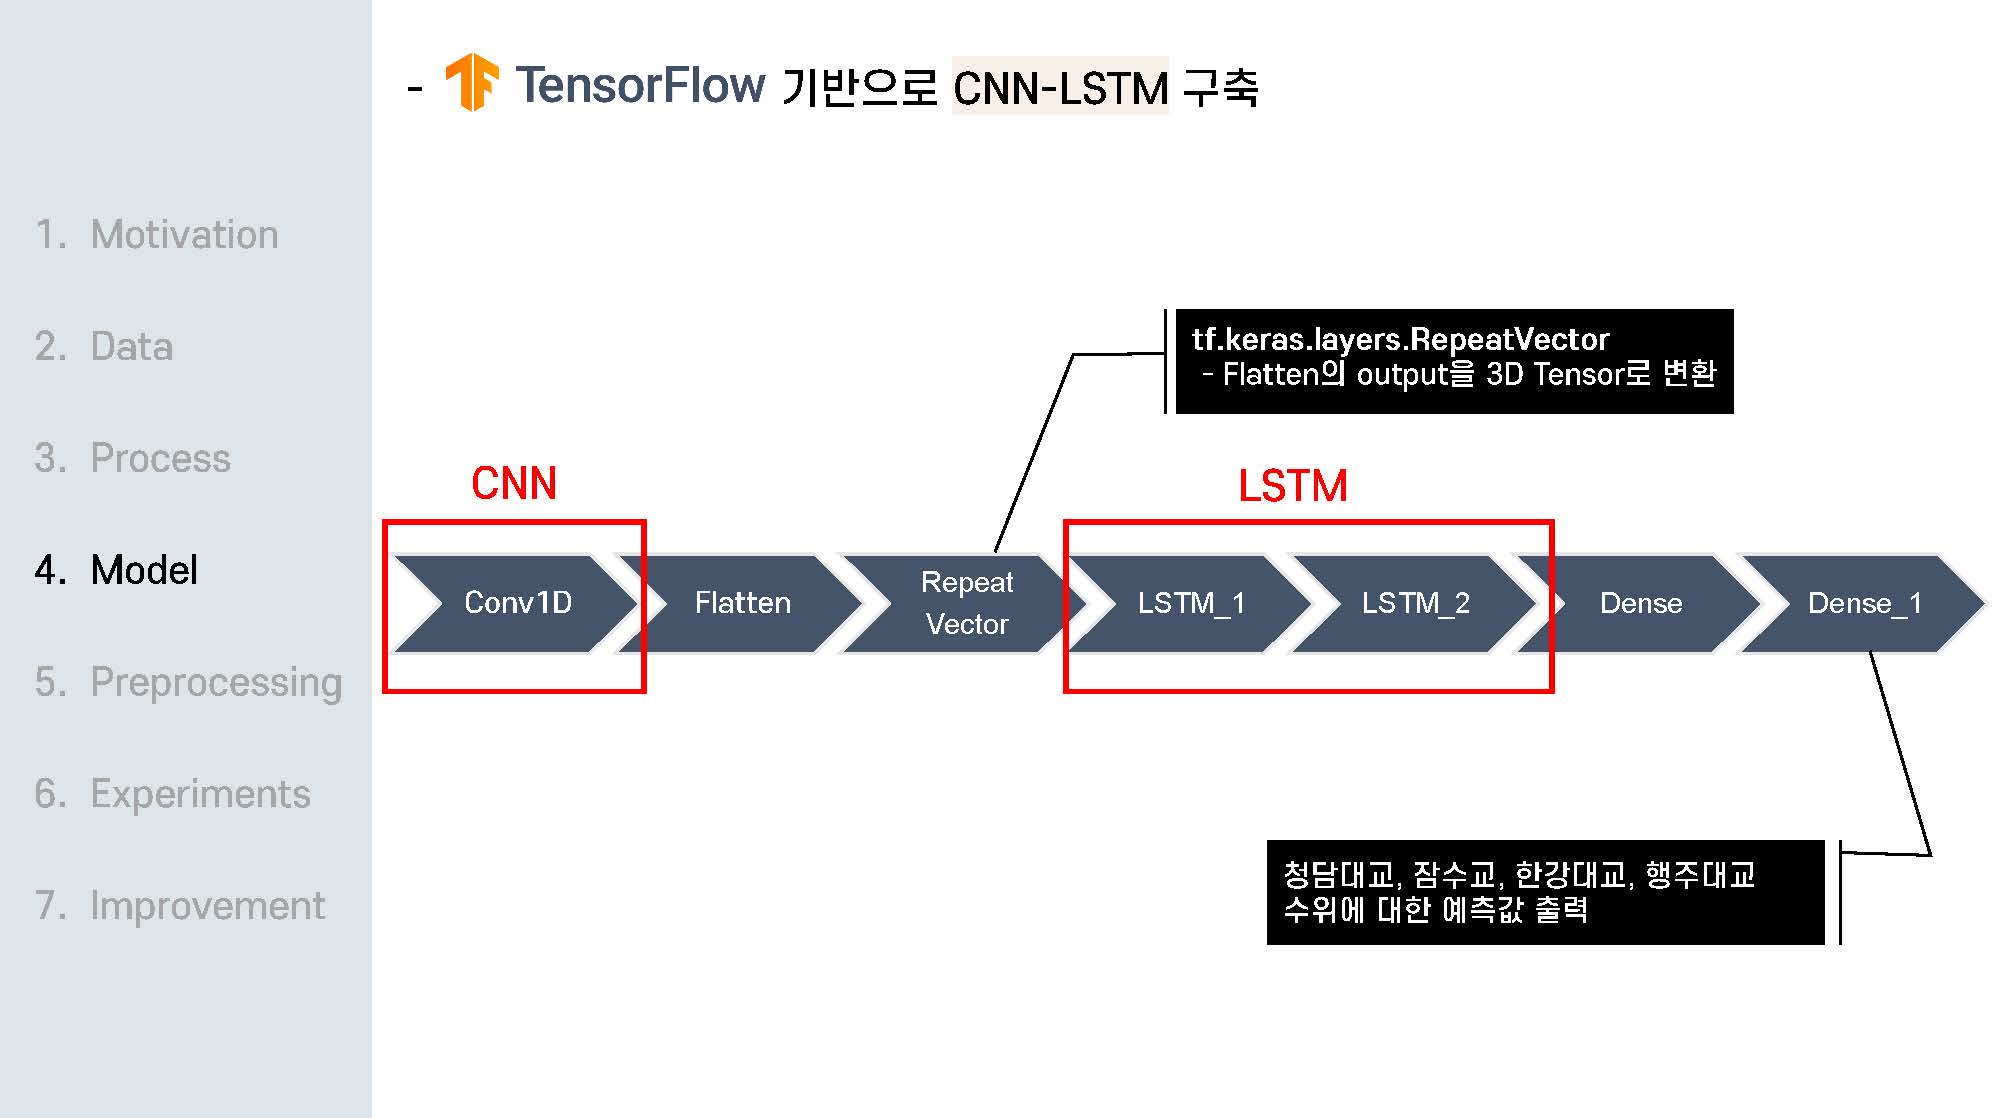 - TensorFlow 기반으로 CNN-LSTM 구축
1. Motivation
2. Data
3. Process
4. Model
5. Preprocessing
6. Experiments
7. Improvement
tf.keras.layers.RepeatVector
- Flatten의 output을 3D Tensor로 변환
CNN
LSTM
Conv1D
Flatten
Repeat
Vector
LSTM_1
LSTM_2
Dense
Dense_1
청담대교, 잠수교, 한강대교, 행주대교
수위에 대한 예측값 출력